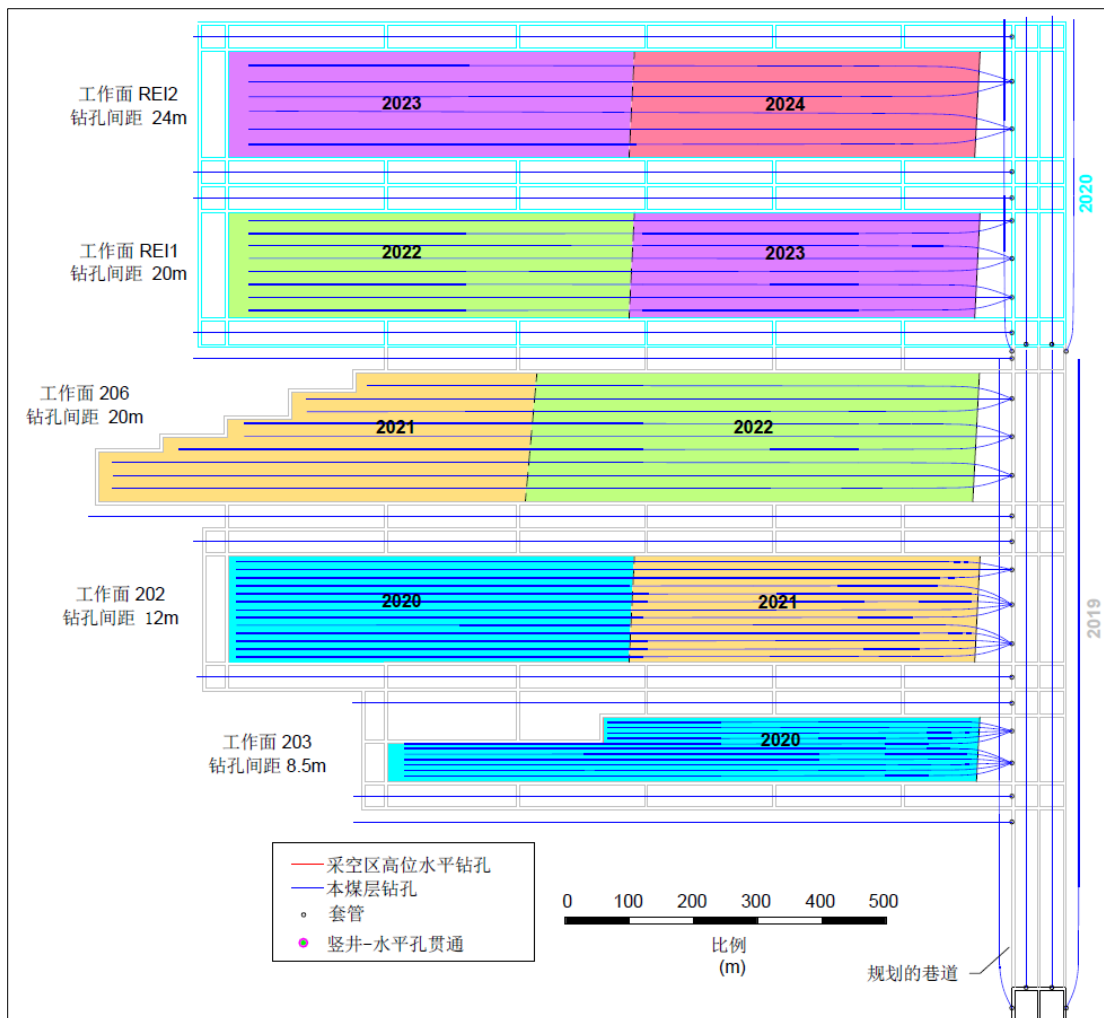 工作面 REI2
钻孔间距 24m
2023
2024
2020
工作面 REI1
钻孔间距 20m
2022
2023
工作面 206
钻孔间距 20m
2021
2022
工作面 202
钻孔间距 12m
2020
2021
2019
工作面 203
钻孔间距 8.5m
2020
采空区高位水平钻孔
本煤层钻孔
套管
竖井-水平孔贯通
0 100 200 300 400 500
比例
(m)
规划的巷道